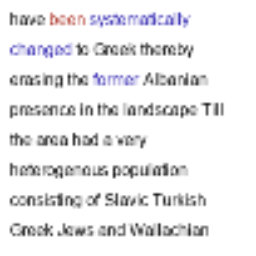 have been systematically
changed to Greek thereby
erasing the former Albanian
presence in the landscape Till
the area had a very
heterogenous population
consisting of Slavic Turkish
Greek Jews and Wallachian